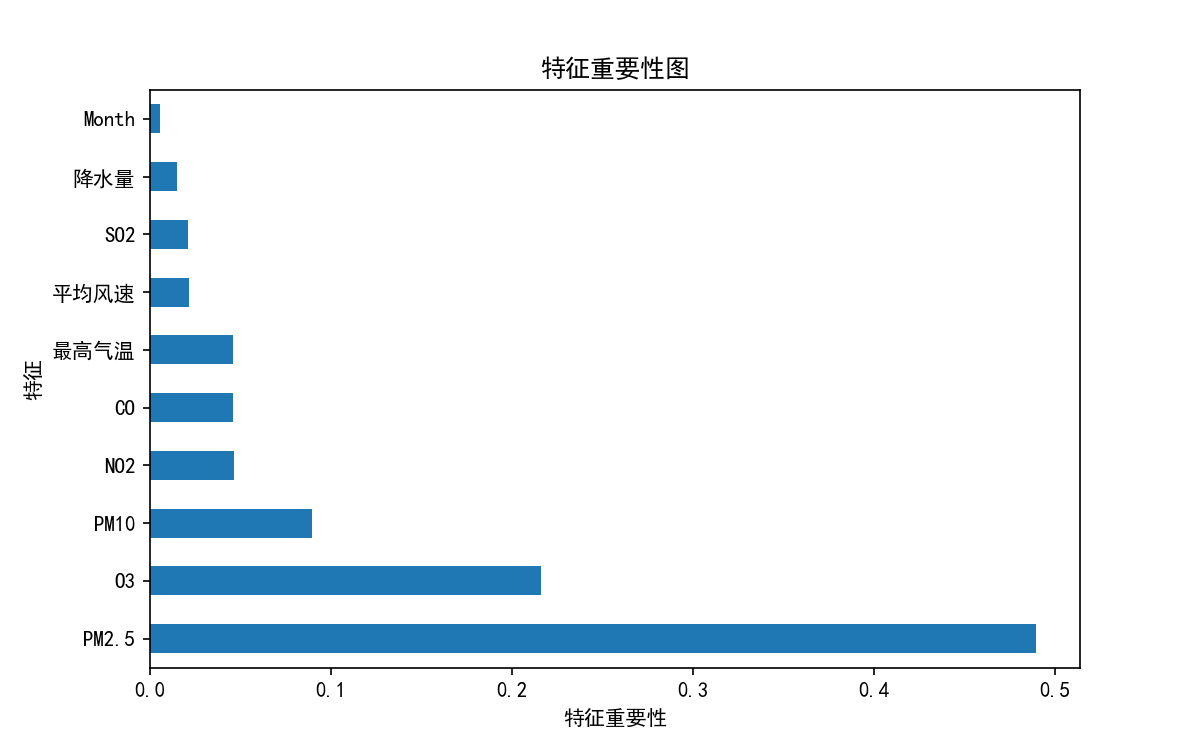 特征重要性图
Month
降水量
SO2
平均风速
最高气温
CO
NO2
PM10
O3
PM2.5
特征
0.0
0.1
0.2
0.3
0.4
0.5
特征重要性